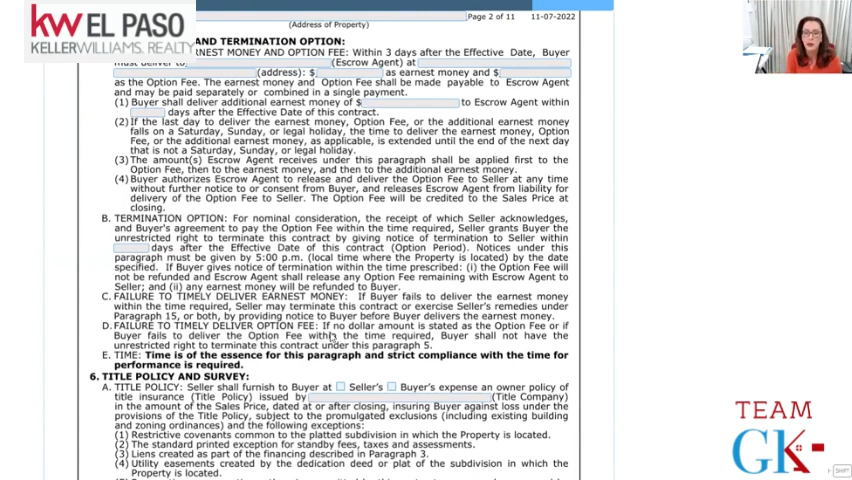 kw EL PASO
KELLERWILLIAMS. REALTY
Page 2 of 11 11-07-2022
(Address of Property)
AND TERMINATION OPTION:
RNEST MONEY AND OPTION FEE: Within 3 days after the Effective Date, Buyer
must deliver to (Escrow Agent) at
(address): $ as earnest money and $
as the Option Fee. The earnest money and Option Fee shall be made payable to Escrow Agent
and may be paid separately or combined in a single payment.
(1) Buyer shall deliver additional earnest money of $ to Escrow Agent within
days after the Effective Date of this contract.
(2) If the last day to deliver the earnest money, Option Fee, or the additional earnest money
falls on a Saturday, Sunday, or legal holiday, the time to deliver the earnest money, Option
Fee, or the additional earnest money, as applicable, is extended until the end of the next day
that is not a Saturday, Sunday, or legal holiday.
(3) The amount(s) Escrow Agent receives under this paragraph shall be applied first to the
Option Fee, then to the earnest money, and then to the additional earnest money.
(4) Buyer authorizes Escrow Agent to release and deliver the Option Fee to Seller at any time
without further notice to or consent from Buyer, and releases Escrow Agent from liability for
delivery of the Option Fee to Seller. The Option Fee will be credited to the Sales Price at
closing.
B. TERMINATION OPTION: For nominal consideration, the receipt of which Seller acknowledges,
and Buyer's agreement to pay the Option Fee within the time required, Seller grants Buyer the
unrestricted right to terminate this contract by giving notice of termination to Seller within
days after the Effective Date of this contract (Option Period). Notices under this
paragraph must be given by 5:00 p.m. (local time where the Property is located) by the date
specified. If Buyer gives notice of termination within the time prescribed: (i) the Option Fee will
not be refunded and Escrow Agent shall release any Option Fee remaining with Escrow Agent to
Seller; and (ii) any earnest money will be refunded to Buyer.
C. FAILURE TO TIMELY DELIVER EARNEST MONEY: If Buyer fails to deliver the earnest money
within the time required, Seller may terminate this contract or exercise Seller's remedies under
Paragraph 15, or both, by providing notice to Buyer before Buyer delivers the earnest money.
D. FAILURE TO TIMELY DELIVER OPTION FEE: If no dollar amount is stated as the Option Fee or if
Buyer fails to deliver the Option Fee within the time required, Buyer shall not have the
unrestricted right to terminate this contract under this paragraph 5.
E. TIME: Time is of the essence for this paragraph and strict compliance with the time for
performance is required.
6. TITLE POLICY AND SURVEY:
A. TITLE POLICY: Seller shall furnish to Buyer at Seller's Buyer's expense an owner policy of
title insurance (Title Policy) issued by (Title Company)
in the amount of the Sales Price, dated at or after closing, insuring Buyer against loss under the
provisions of the Title Policy, subject to the promulgated exclusions (including existing building
and zoning ordinances) and the following exceptions:
(1) Restrictive covenants common to the platted subdivision in which the Property is located.
(2) The standard printed exception for standby fees, taxes and assessments.
(3) Liens created as part of the financing described in Paragraph 3.
(4) Utility easements created by the dedication deed or plat of the subdivision in which the
Property is located.
TEAM
GK
SHIFT